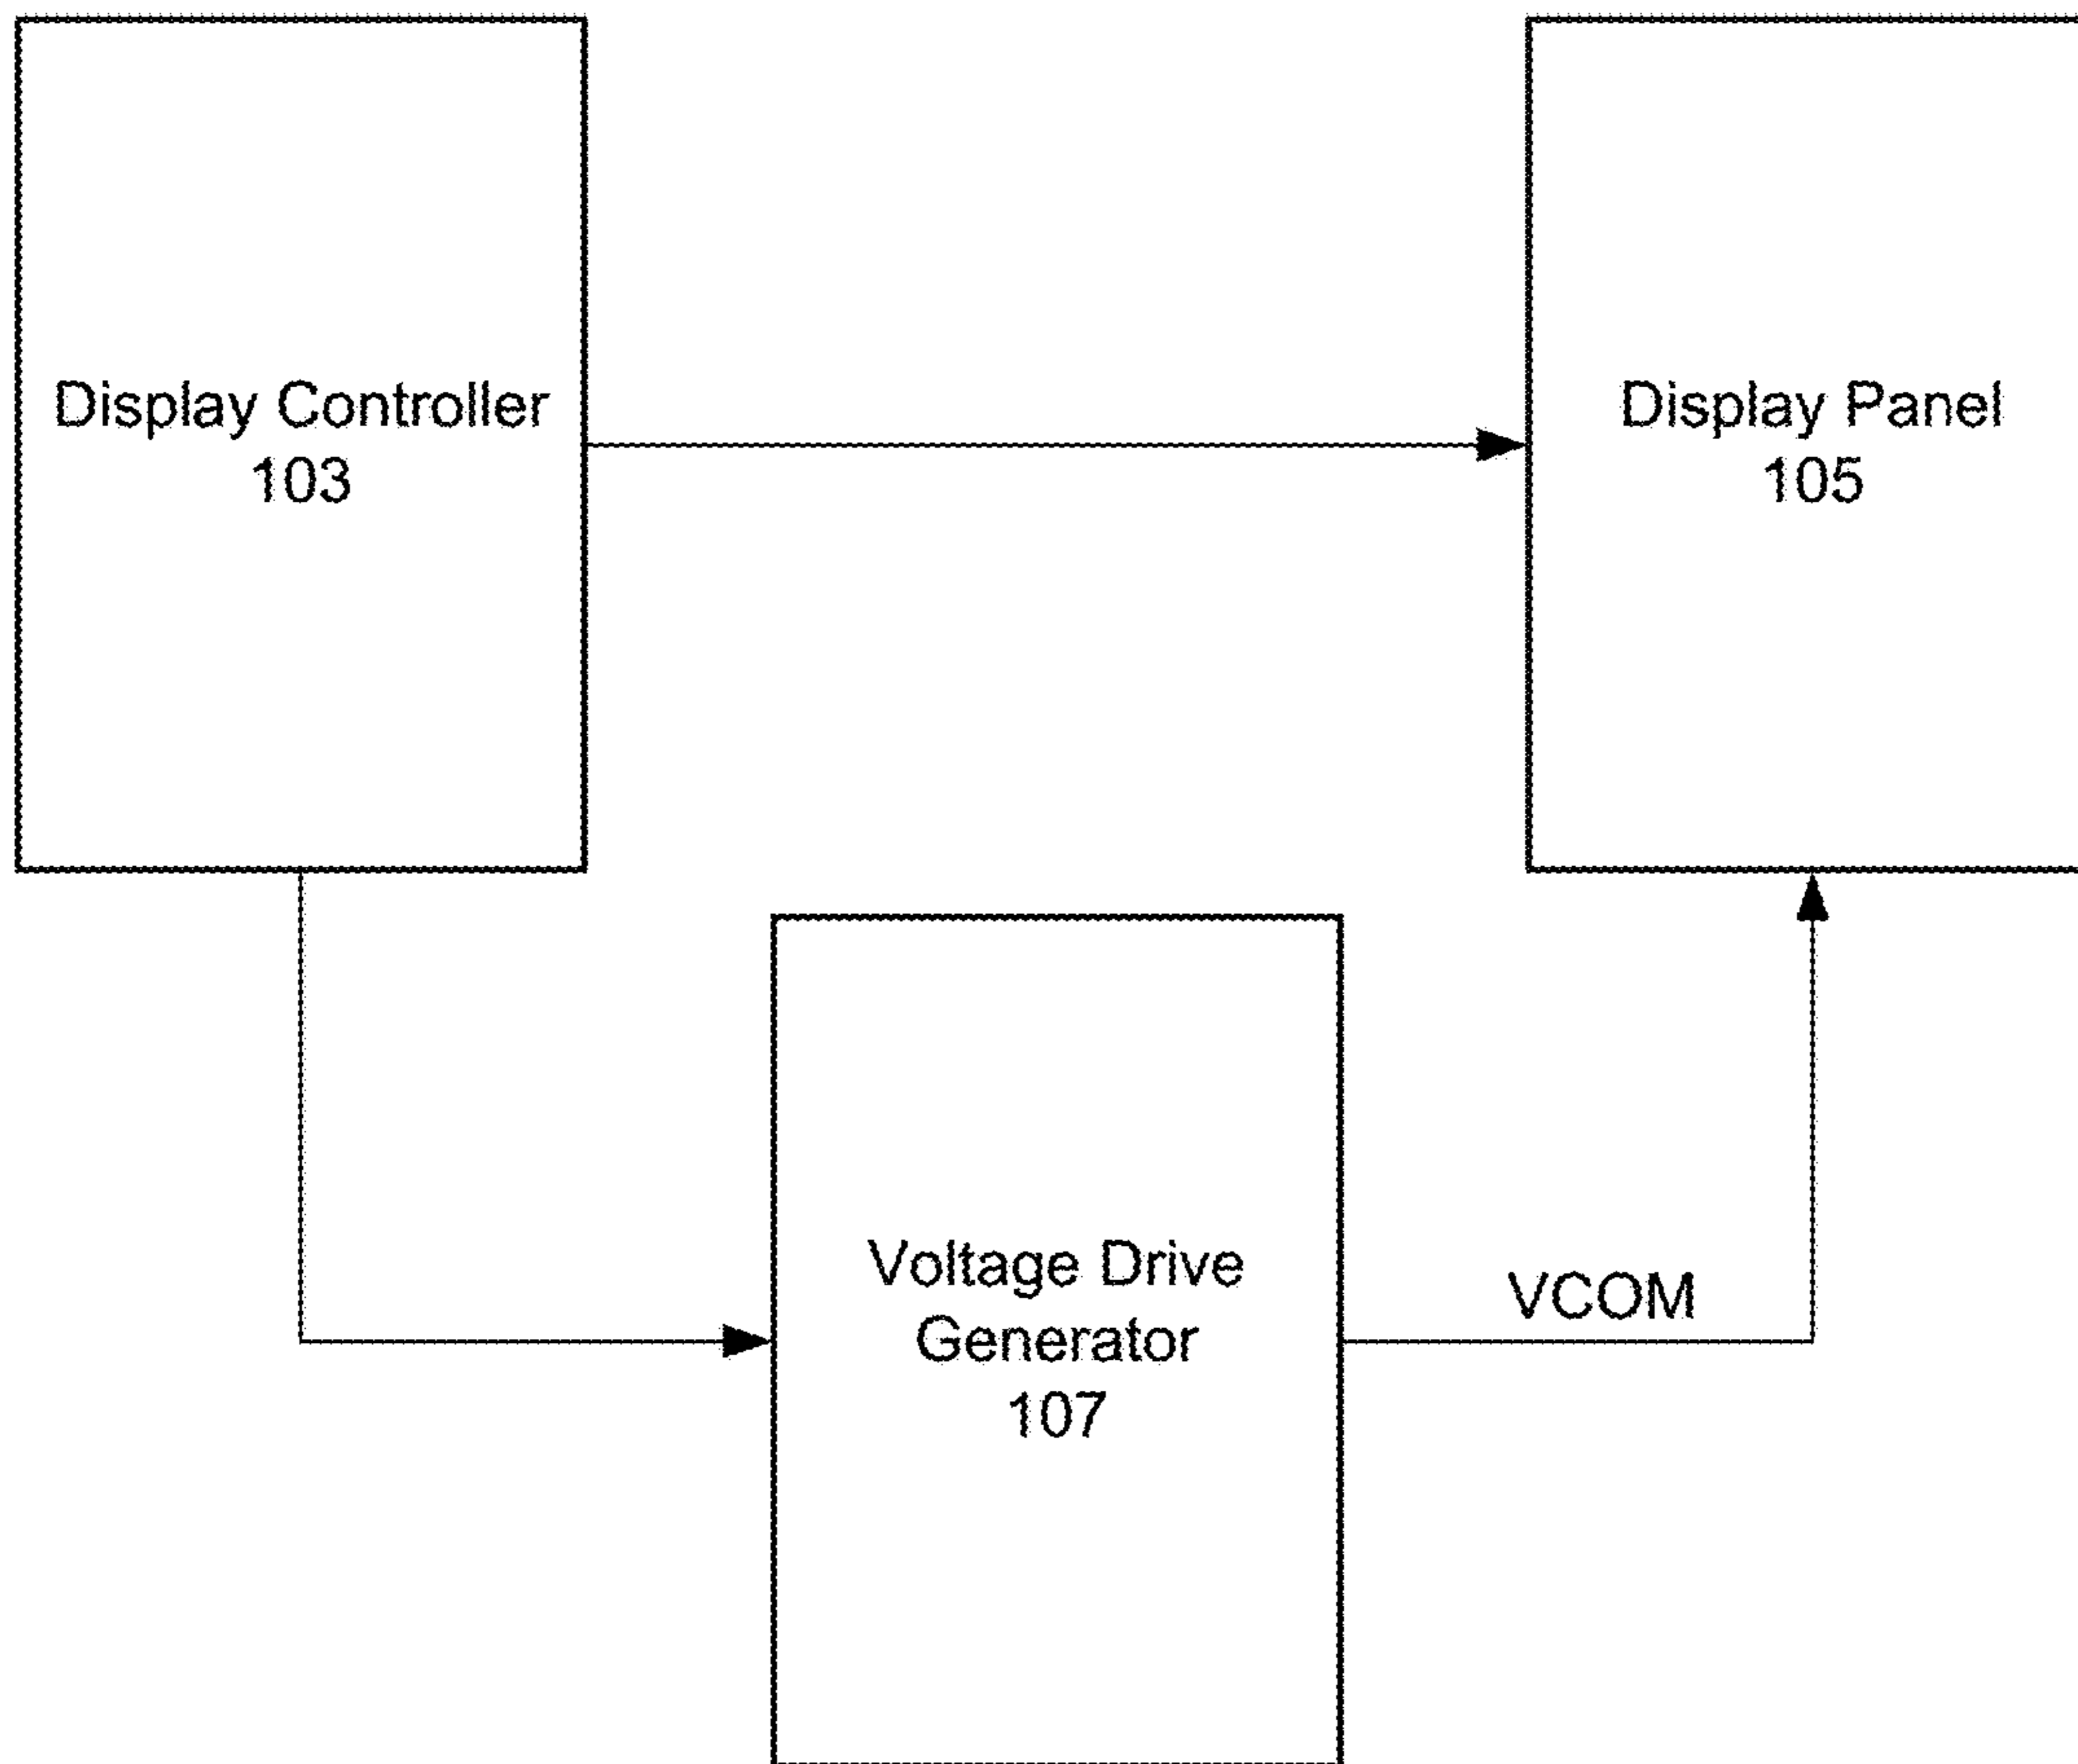 Display Controller
103
Display Panel
105
Voltage Drive
Generator
107
VCOM